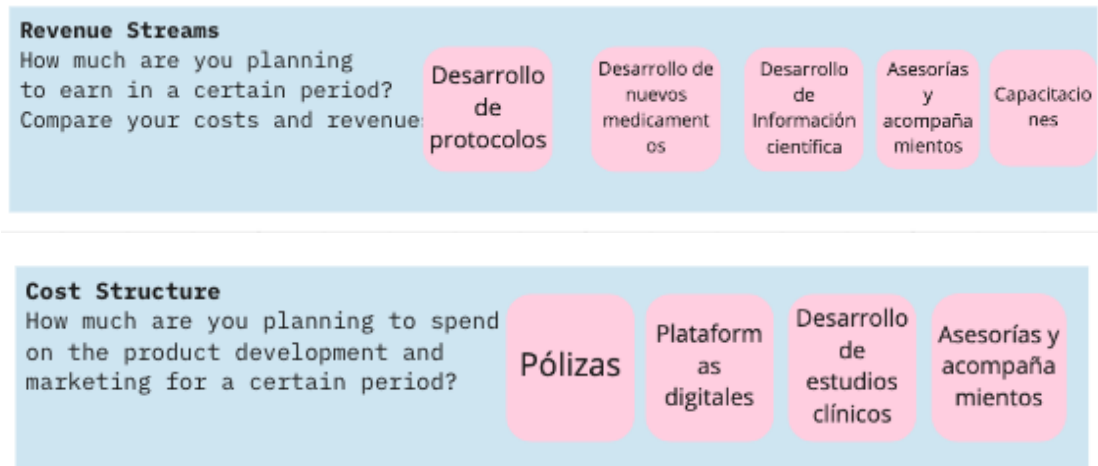 Revenue Streams
How much are you planning
to earn in a certain period?
Compare your costs and revenue
Desarrollo
de
protocolos
Desarrollo de
nuevos
medicament
os
Desarrollo
de
Información
científica
Asesorías
y
acompaña
mientos
Capacitacio
nes
Cost Structure
How much are you planning to spend
on the product development and
marketing for a certain period?
Pólizas
Plataform
as
digitales
Desarrollo
de
estudios
clínicos
Asesorías y
acompaña
mientos